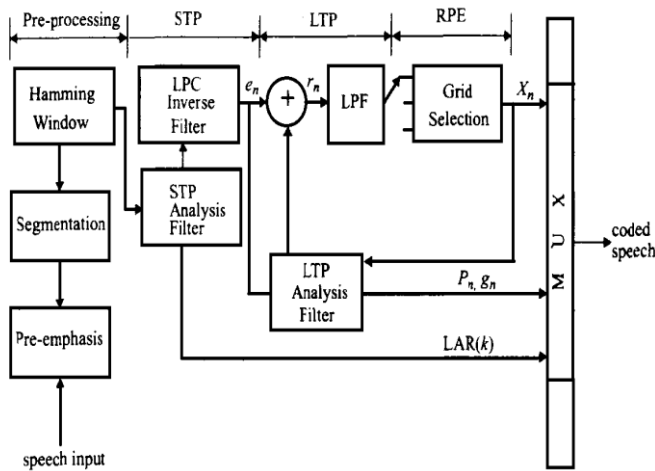 Pre-processing
STP
LTP
RPE
Hamming
Window
LPC
Inverse
Filter
e_n
+
r_n
LPF
Grid
Selection
X_n
Segmentation
STP
Analysis
Filter
M U X
coded
speech
LTP
Analysis
Filter
P_n, g_n
Pre-emphasis
LAR(k)
speech input